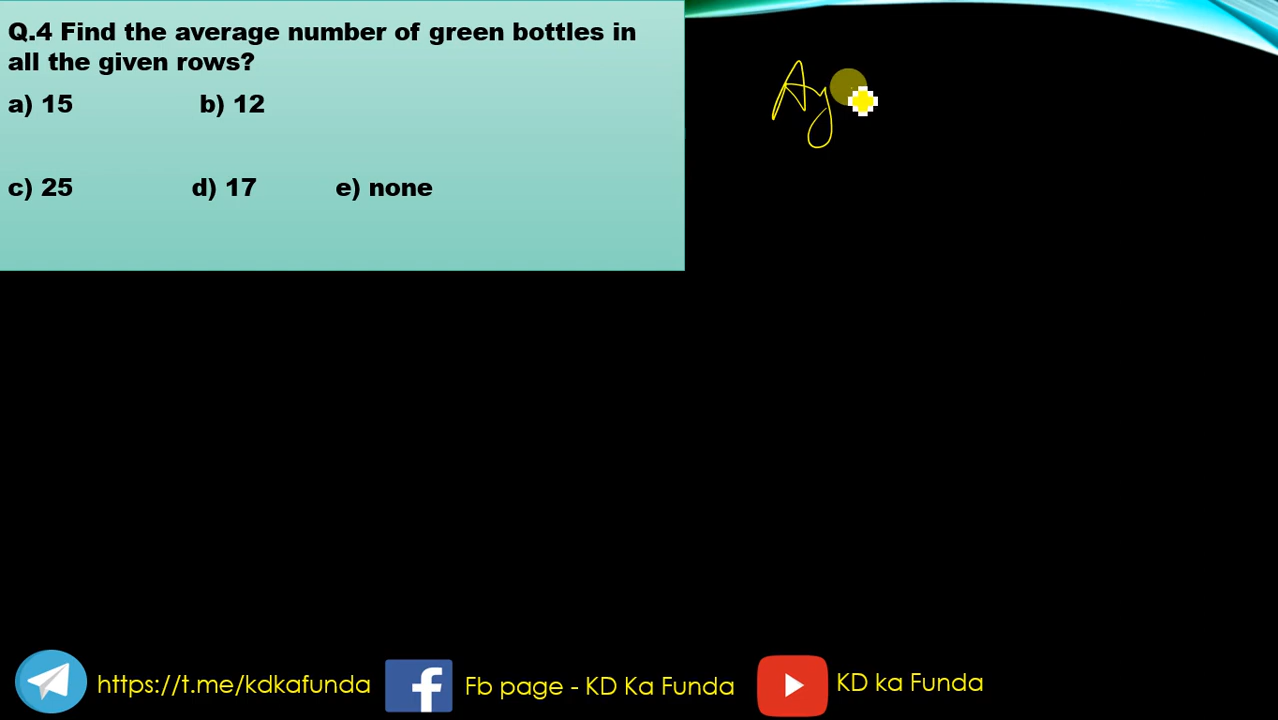 Q.4 Find the average number of green bottles in
all the given rows?
a) 15 b) 12
c) 25 d) 17 e) none
Ay
https://t.me/kdkafunda Fb page - KD Ka Funda KD ka Funda